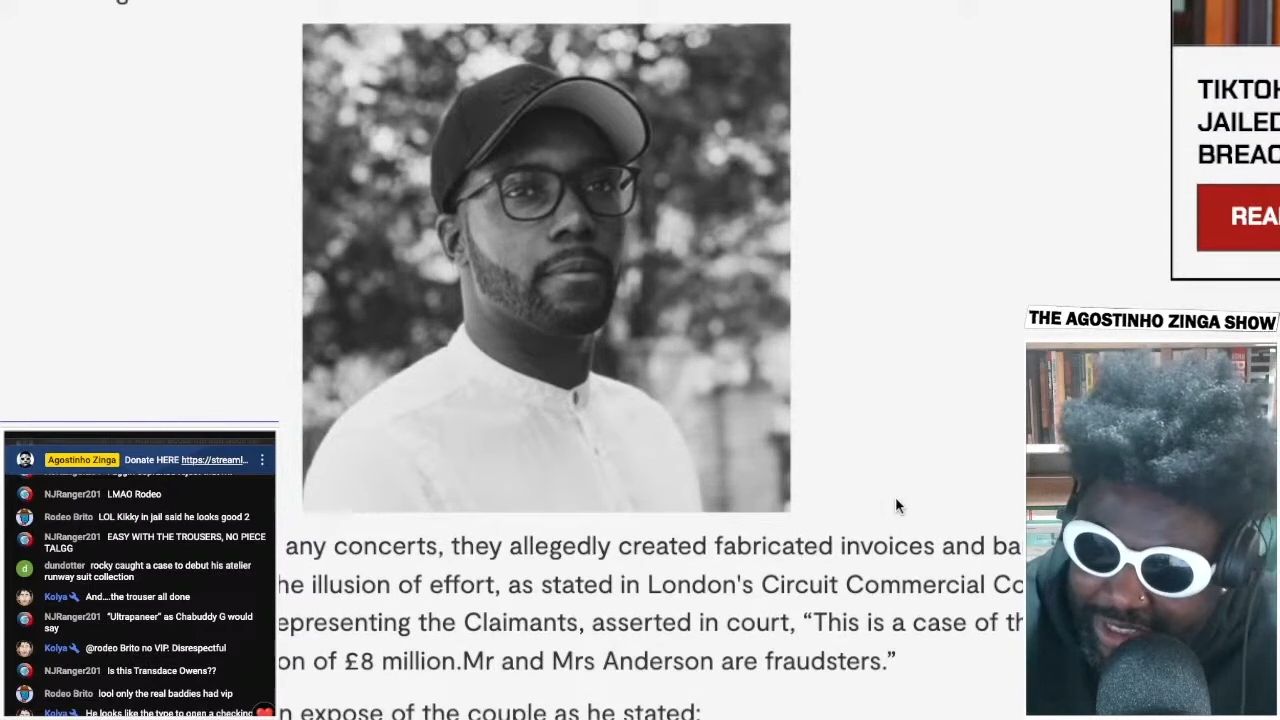 TIKTOK
JAILED
BREAC
REA
THE AGOSTINHO ZINGA SHOW
Agostinho Zinga Donate HERE https://streaml...
NJRanger201 LMAO Rodeo
Rodeo Brito LOL Kikky in jail said he looks good 2
NJRanger201 EASY WITH THE TROUSERS, NO PIECE
TALGG
dundotter rocky caught a case to debut his atelier
runway suit collection
Kolya And....the trouser all done
NJRanger201 "Ultrapaneer" as Chabuddy G would
say
Kolya @rodeo Brito no VIP. Disrespectful
NJRanger201 Is this Transdace Owens??
Rodeo Brito lool only the real baddies had vip
Kolya He looks like the type to open a checking
any concerts, they allegedly created fabricated invoices and ba
he illusion of effort, as stated in London's Circuit Commercial Co
epresenting the Claimants, asserted in court, “This is a case of th
on of £8 million.Mr and Mrs Anderson are fraudsters.”
n expose of the couple as he stated: